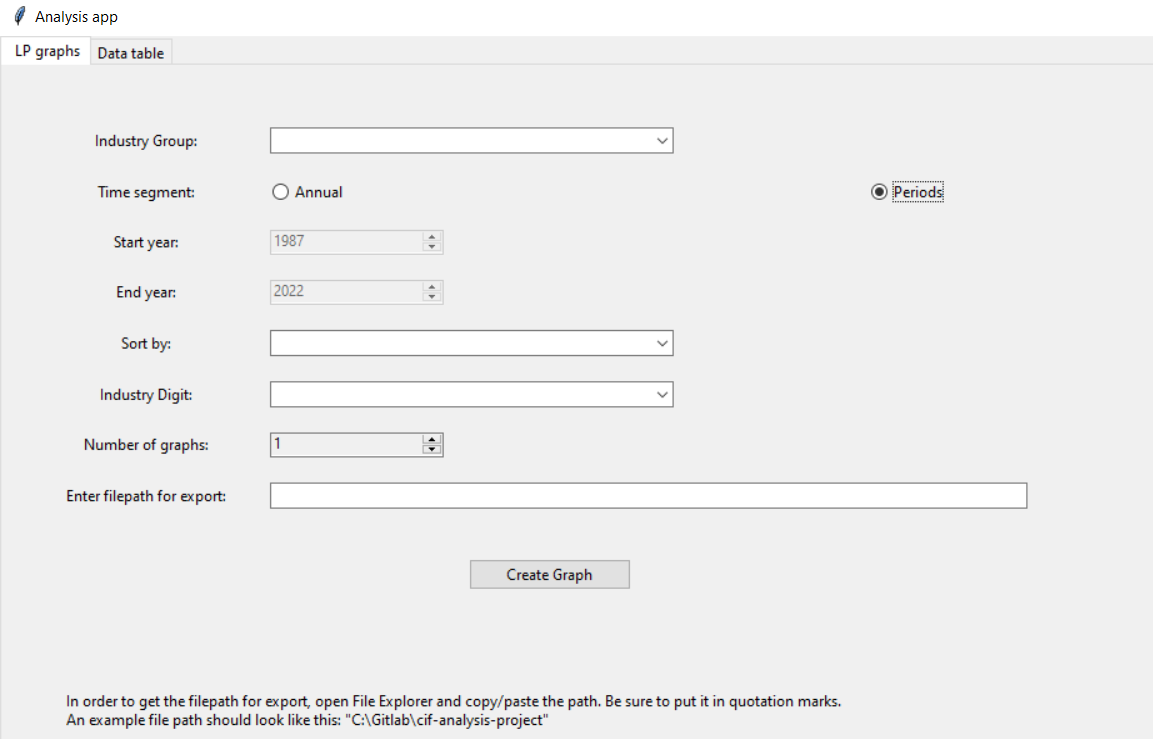 Analysis app
LP graphs Data table
Industry Group:
Time segment: Annual Periods
Start year: 1987
End year: 2022
Sort by:
Industry Digit:
Number of graphs: 1
Enter filepath for export:
Create Graph
In order to get the filepath for export, open File Explorer and copy/paste the path. Be sure to put it in quotation marks.
An example file path should look like this: "C:\Gitlab\cif-analysis-project"